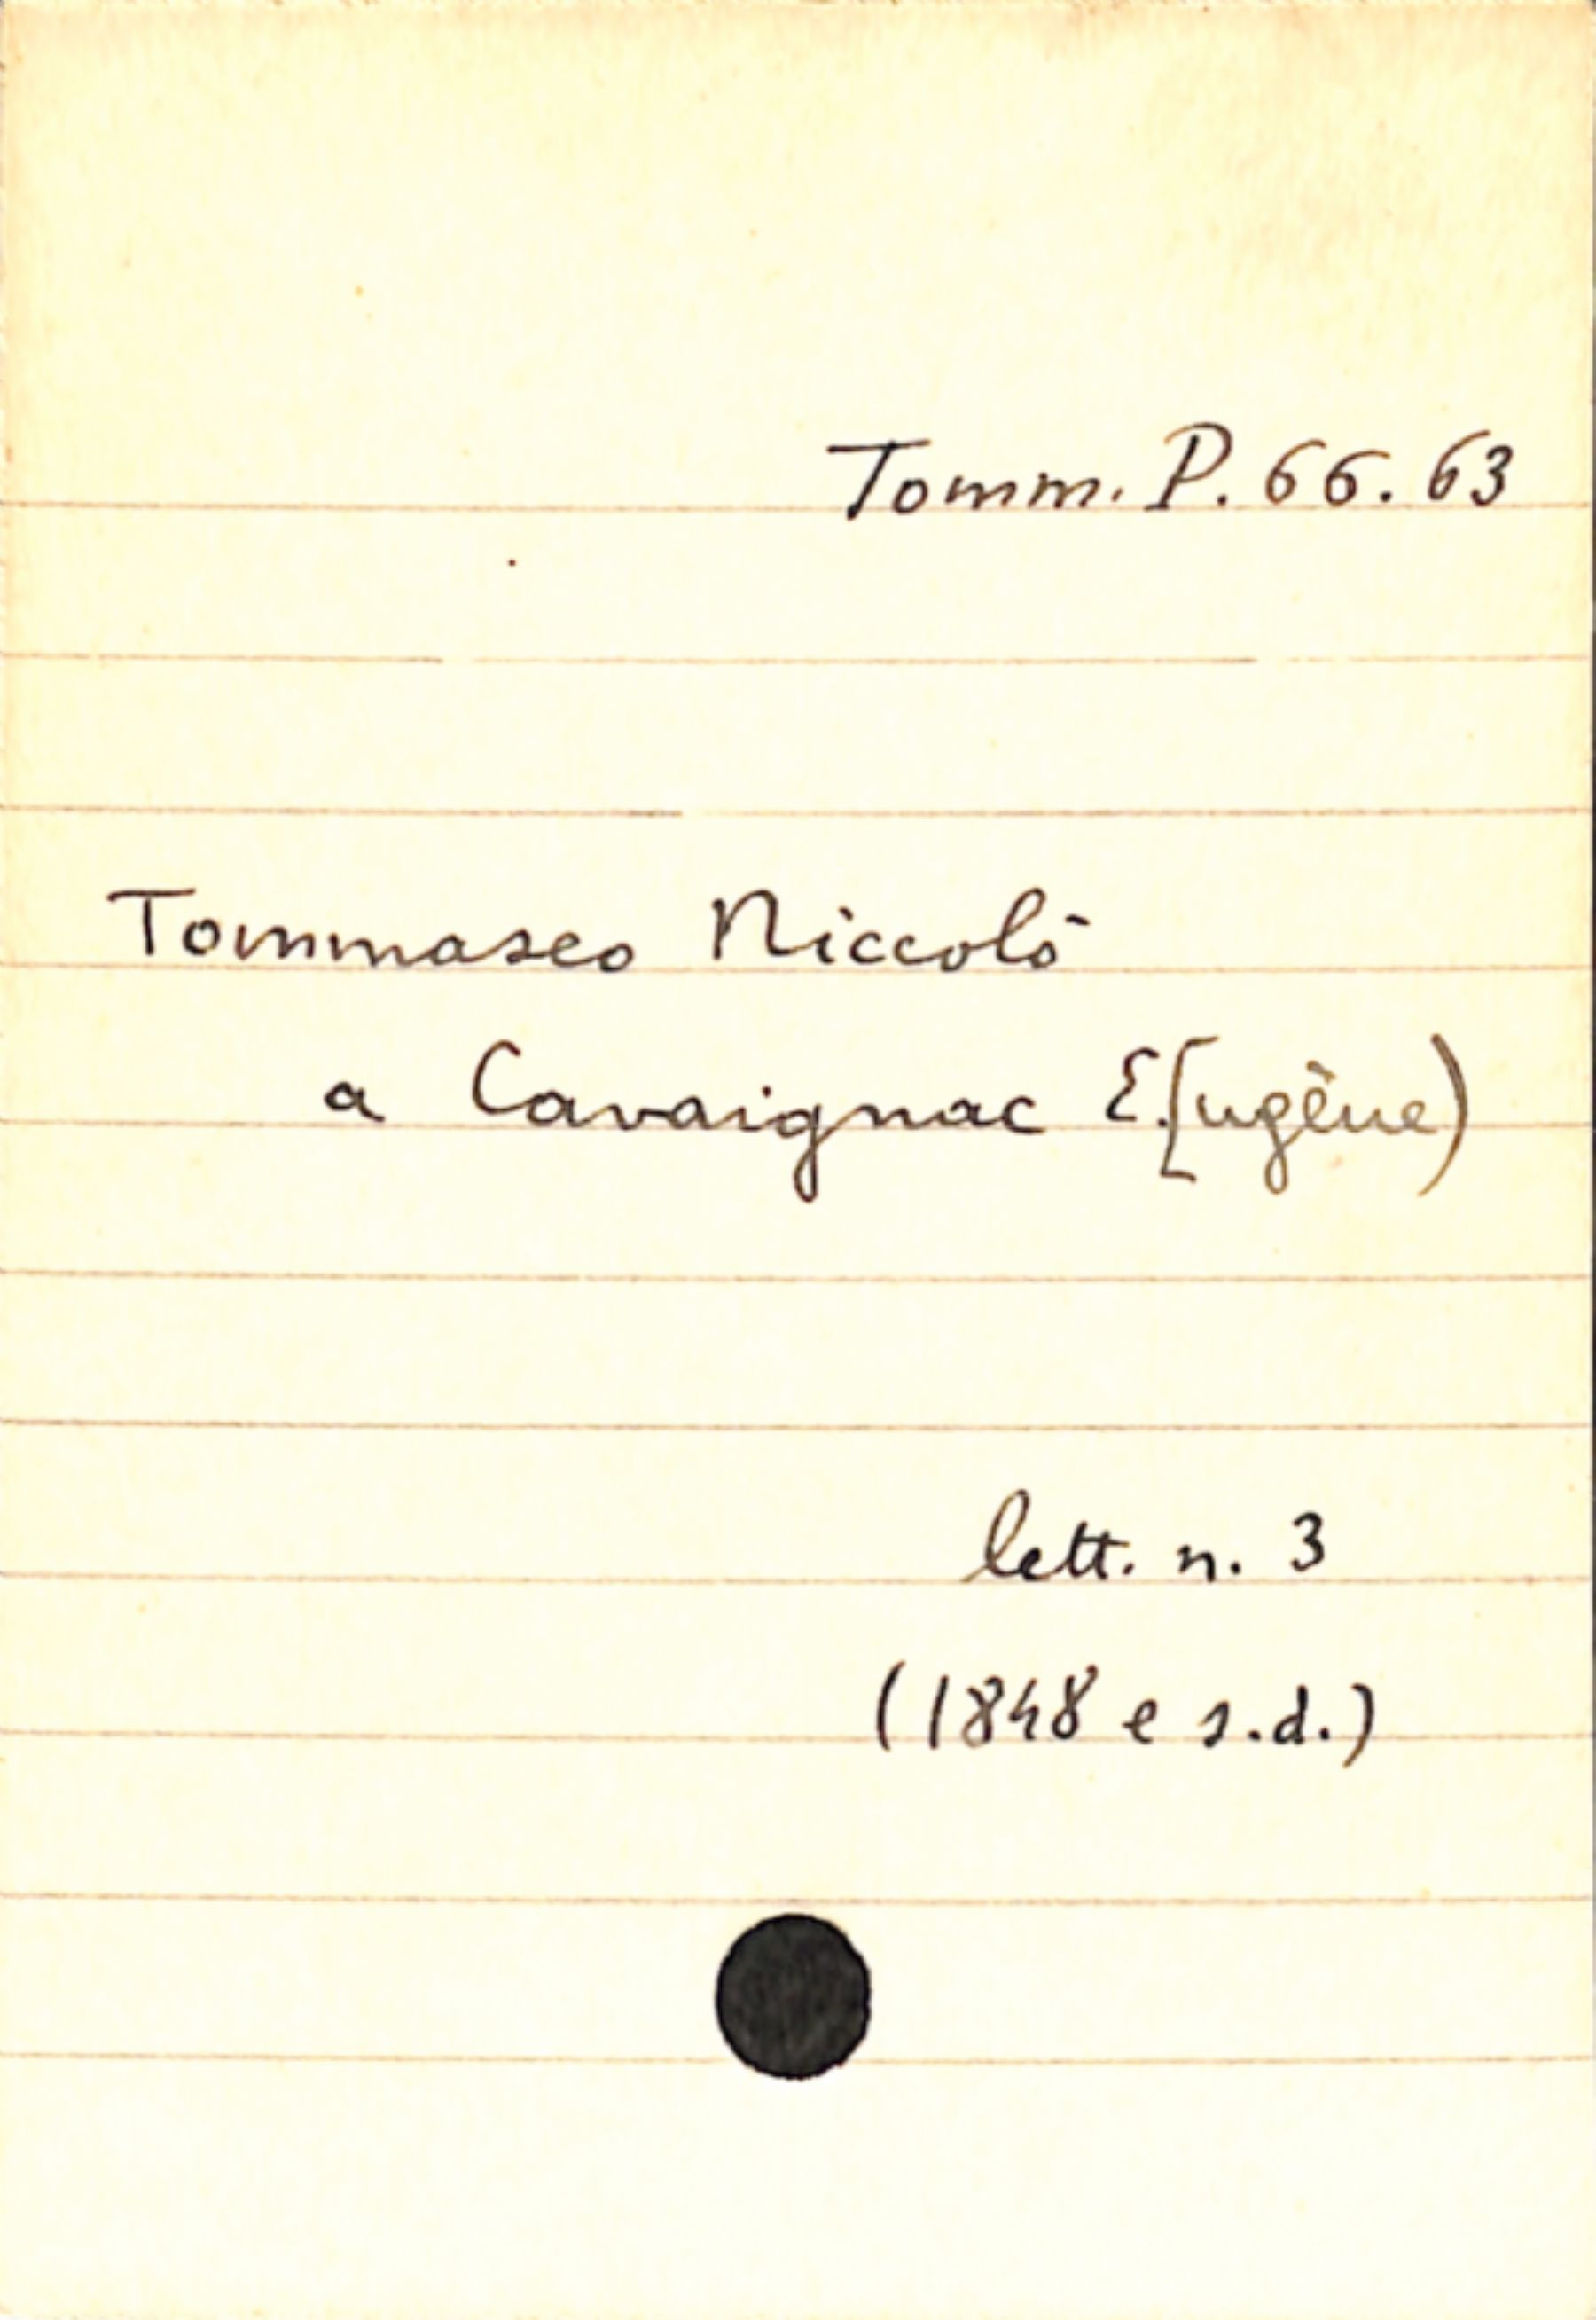 Tomm. P. 66. 63
Tommaseo Niccolò
a Cavaignac E.[ugène)
lett. n. 3
(1848 e s.d.)